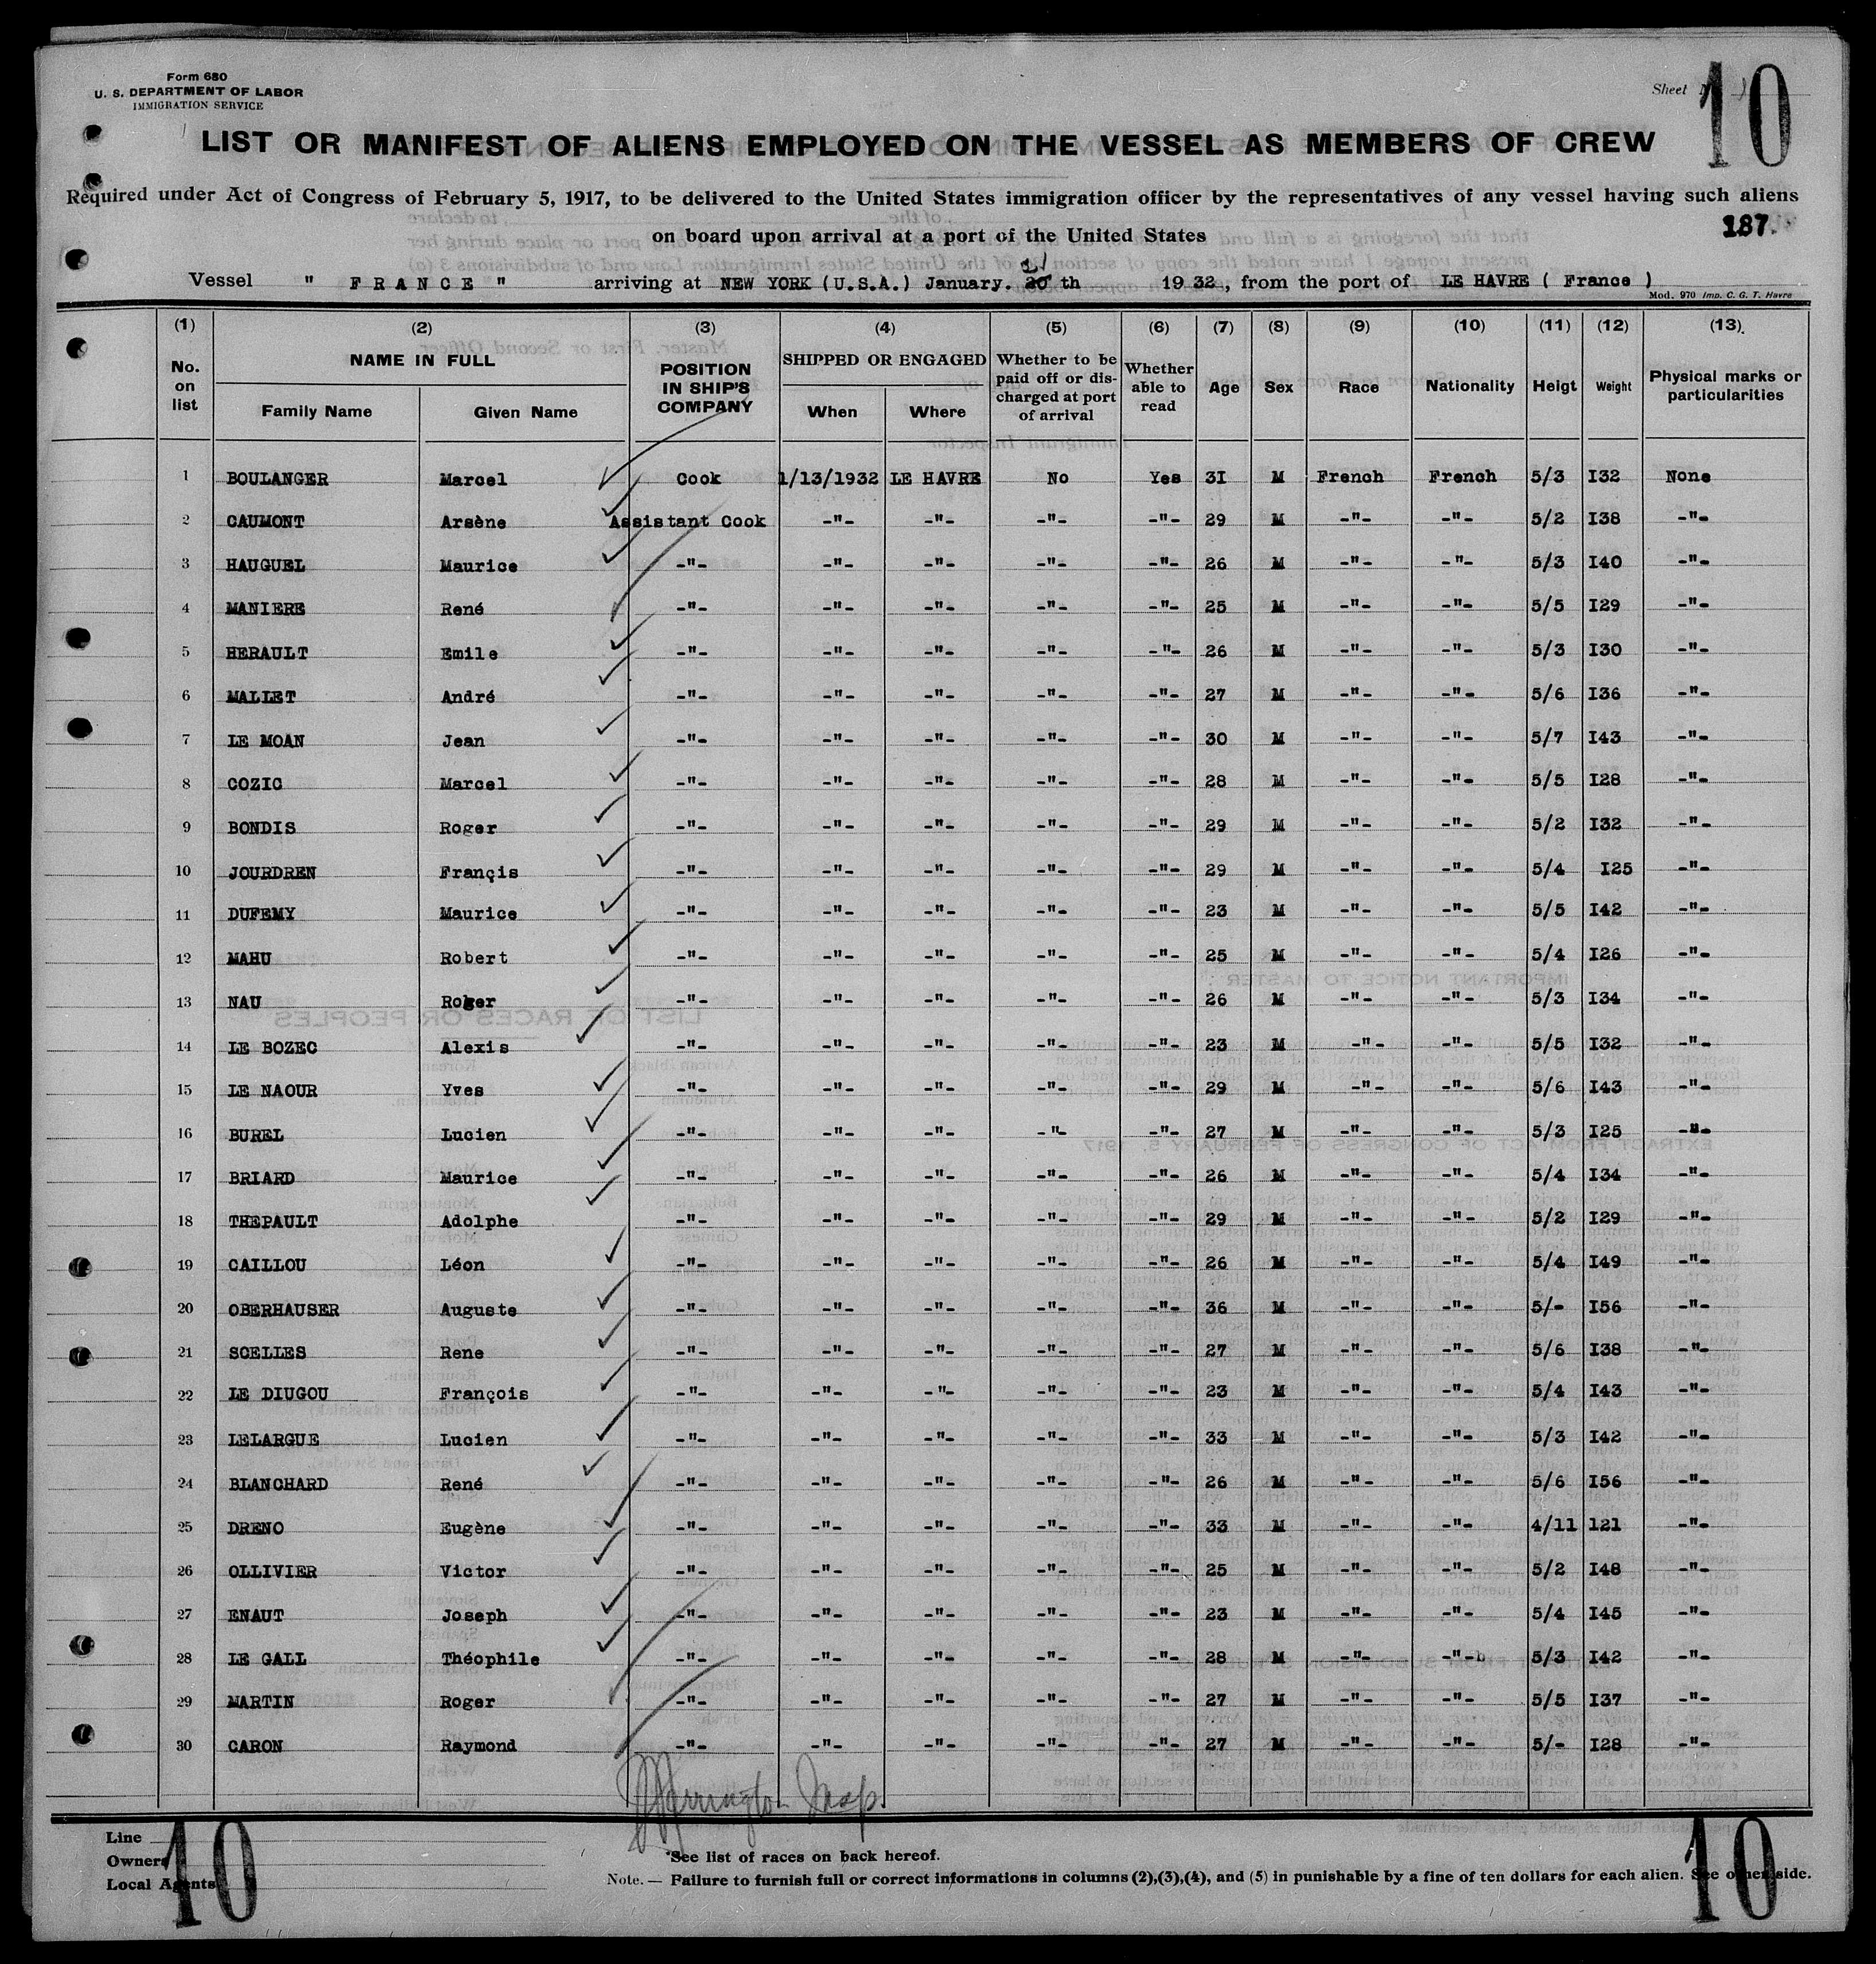 Form 680
U. S. DEPARTMENT OF LABOR
IMMIGRATION SERVICE
Sheet
10
LIST OR MANIFEST OF ALIENS EMPLOYED ON THE VESSEL AS MEMBERS OF CREW
Required under Act of Congress of February 5, 1917, to be delivered to the United States immigration officer by the representatives of any vessel having such aliens
on board upon arrival at a port of the United States
187.
Vessel " F R A N C E " arriving at NEW YORK (U.S.A.) January. 20 21 th 19 32, from the port of LE HAVRE ( France )
Mod. 970 Imp. C. G. T. Havre
(1) (2) (3) (4) (5) (6) (7) (8) (9) (10) (11) (12) (13)
No. on list NAME IN FULL Family Name Given Name POSITION IN SHIP'S COMPANY SHIPPED OR ENGAGED When Where Whether to be paid off or discharged at port of arrival Whether able to read Age Sex Race Nationality Helgt Weight Physical marks or particularities
1 BOULANGER Marcel Cook 1/13/1932 LE HAVRE No Yes 3I M French French 5/3 I32 None
2 CAUMONT Arsène Assistant Cook -"- -"- -"- -"- 29 M -"- -"- 5/2 I38 -"-
3 HAUGUEL Maurice -"- -"- -"- -"- -"- 26 M -"- -"- 5/3 I40 -"-
4 MANIERE René -"- -"- -"- -"- -"- 25 M -"- -"- 5/5 I29 -"-
5 HERAULT Emile -"- -"- -"- -"- -"- 26 M -"- -"- 5/3 I30 -"-
6 MALLET André -"- -"- -"- -"- -"- 27 M -"- -"- 5/6 I36 -"-
7 LE MOAN Jean -"- -"- -"- -"- -"- 30 M -"- -"- 5/7 I43 -"-
8 COZIC Marcel -"- -"- -"- -"- -"- 28 M -"- -"- 5/5 I28 -"-
9 BONDIS Roger -"- -"- -"- -"- -"- 29 M -"- -"- 5/2 I32 -"-
10 JOURDREN Françis -"- -"- -"- -"- -"- 29 M -"- -"- 5/4 I25 -"-
11 DUFEMY Maurice -"- -"- -"- -"- -"- 23 M -"- -"- 5/5 I42 -"-
12 MAHU Robert -"- -"- -"- -"- -"- 25 M -"- -"- 5/4 I26 -"-
13 NAU Roger -"- -"- -"- -"- -"- 26 M -"- -"- 5/3 I34 -"-
14 LE BOZEC Alexis -"- -"- -"- -"- -"- 23 M -"- -"- 5/5 I32 -"-
15 LE NAOUR Yves -"- -"- -"- -"- -"- 29 M -"- -"- 5/6 I43 -"-
16 BUREL Lucien -"- -"- -"- -"- -"- 27 M -"- -"- 5/3 I25 -"-
17 BRIARD Maurice -"- -"- -"- -"- -"- 26 M -"- -"- 5/4 I34 -"-
18 THEPAULT Adolphe -"- -"- -"- -"- -"- 29 M -"- -"- 5/2 I29 -"-
19 CAILLOU Léon -"- -"- -"- -"- -"- 26 M -"- -"- 5/4 I49 -"-
20 OBERHAUSER Auguste -"- -"- -"- -"- -"- 36 M -"- -"- 5/- I56 -"-
21 SCELLES Rene -"- -"- -"- -"- -"- 27 M -"- -"- 5/6 I38 -"-
22 LE DIUGOU François -"- -"- -"- -"- -"- 23 M -"- -"- 5/4 I43 -"-
23 LELARGUE Lucien -"- -"- -"- -"- -"- 33 M -"- -"- 5/3 I42 -"-
24 BLANCHARD René -"- -"- -"- -"- -"- 26 M -"- -"- 5/6 I56 -"-
25 DRENO Eugène -"- -"- -"- -"- -"- 33 M -"- -"- 4/11 121 -"-
26 OLLIVIER Victor -"- -"- -"- -"- -"- 25 M -"- -"- 5/2 I48 -"-
27 ENAUT Joseph -"- -"- -"- -"- -"- 23 M -"- -"- 5/4 I45 -"-
28 LE GALL Théophile -"- -"- -"- -"- -"- 28 M -"- -"- 5/3 I42 -"-
29 MARTIN Roger -"- -"- -"- -"- -"- 27 M -"- -"- 5/5 I37 -"-
30 CARON Raymond -"- -"- -"- -"- -"- 27 M -"- -"- 5/- I28 -"-
Line
Owners
Local Agents
10
10
*See list of races on back hereof.
Note. — Failure to furnish full or correct informations in columns (2),(3),(4), and (5) in punishable by a fine of ten dollars for each alien. See other side.